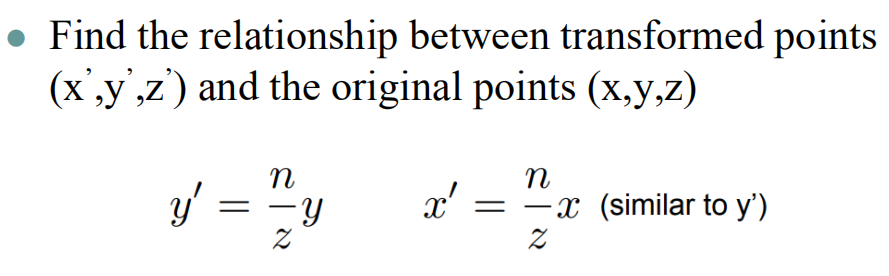 • Find the relationship between transformed points
(x’,y’,z’) and the original points (x,y,z)
y′ = n/z y x′ = n/z x (similar to y’)